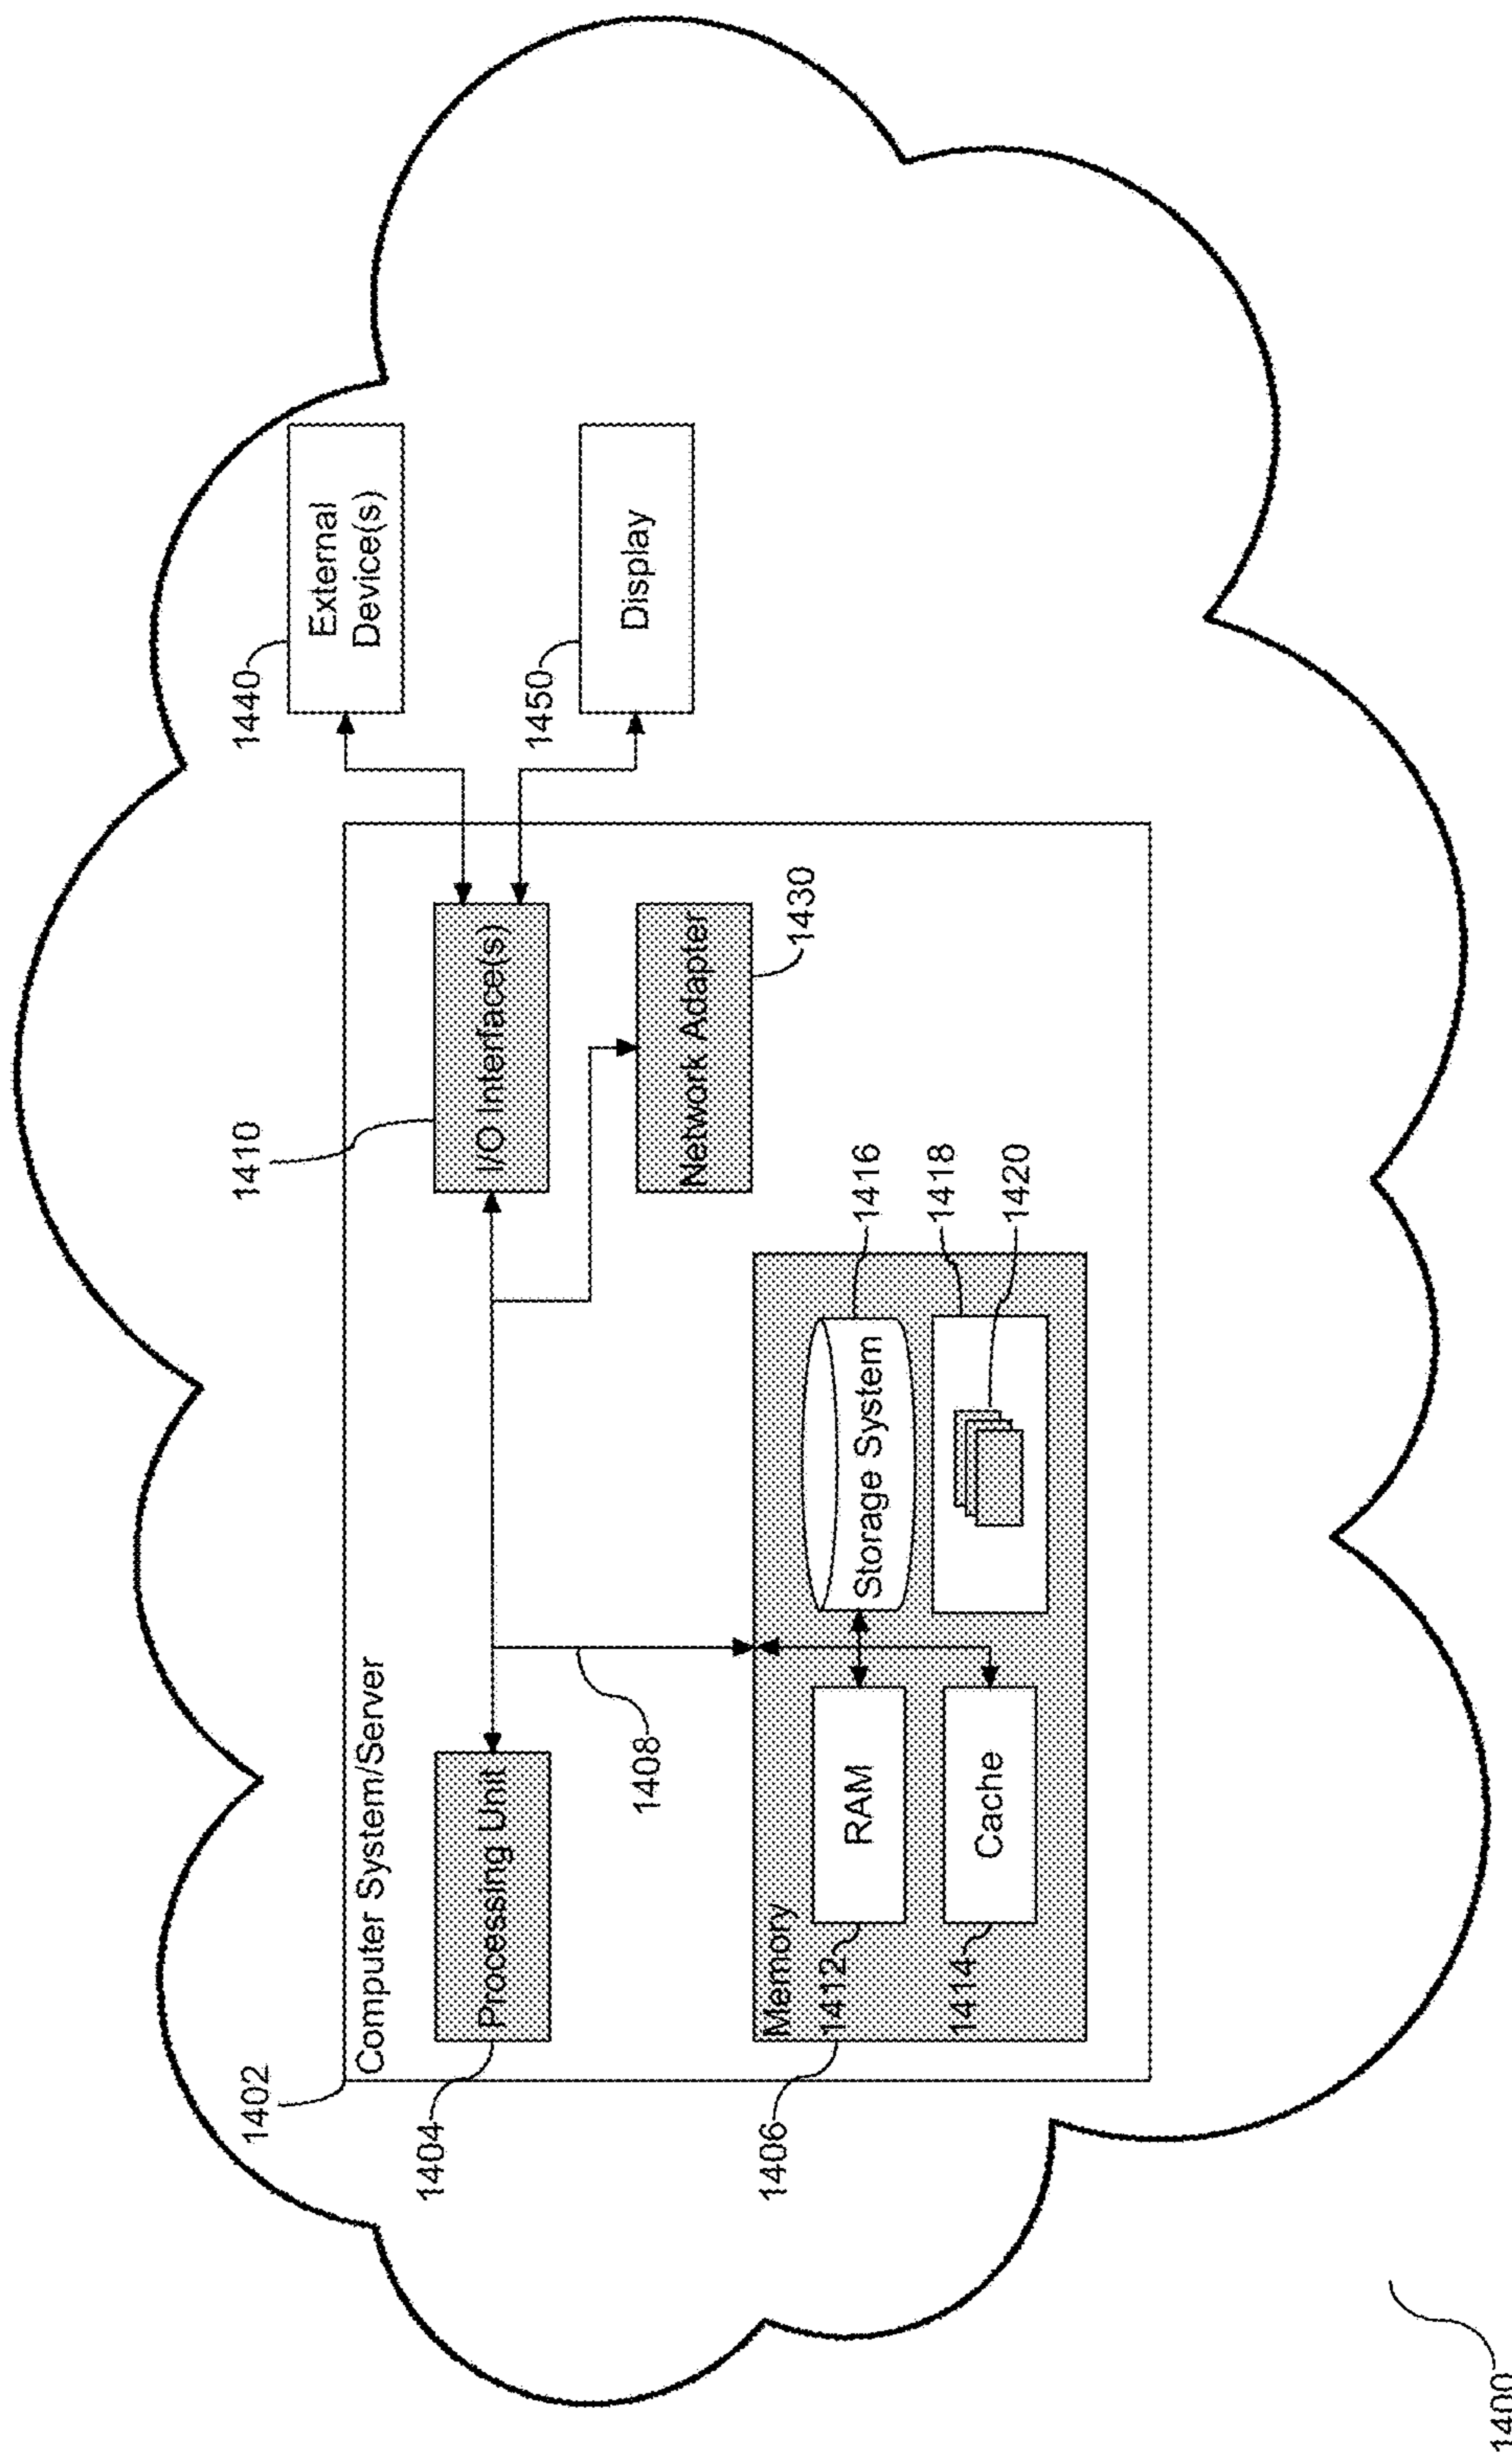 1402
1410
1440
External
Device(s)
Computer System/Server
1404
Processing Unit
I/O Interface(s)
1450
Display
1408
Network Adapter
1430
1406
Memory
1412
RAM
Storage System
1416
1418
1414
Cache
1420
1400